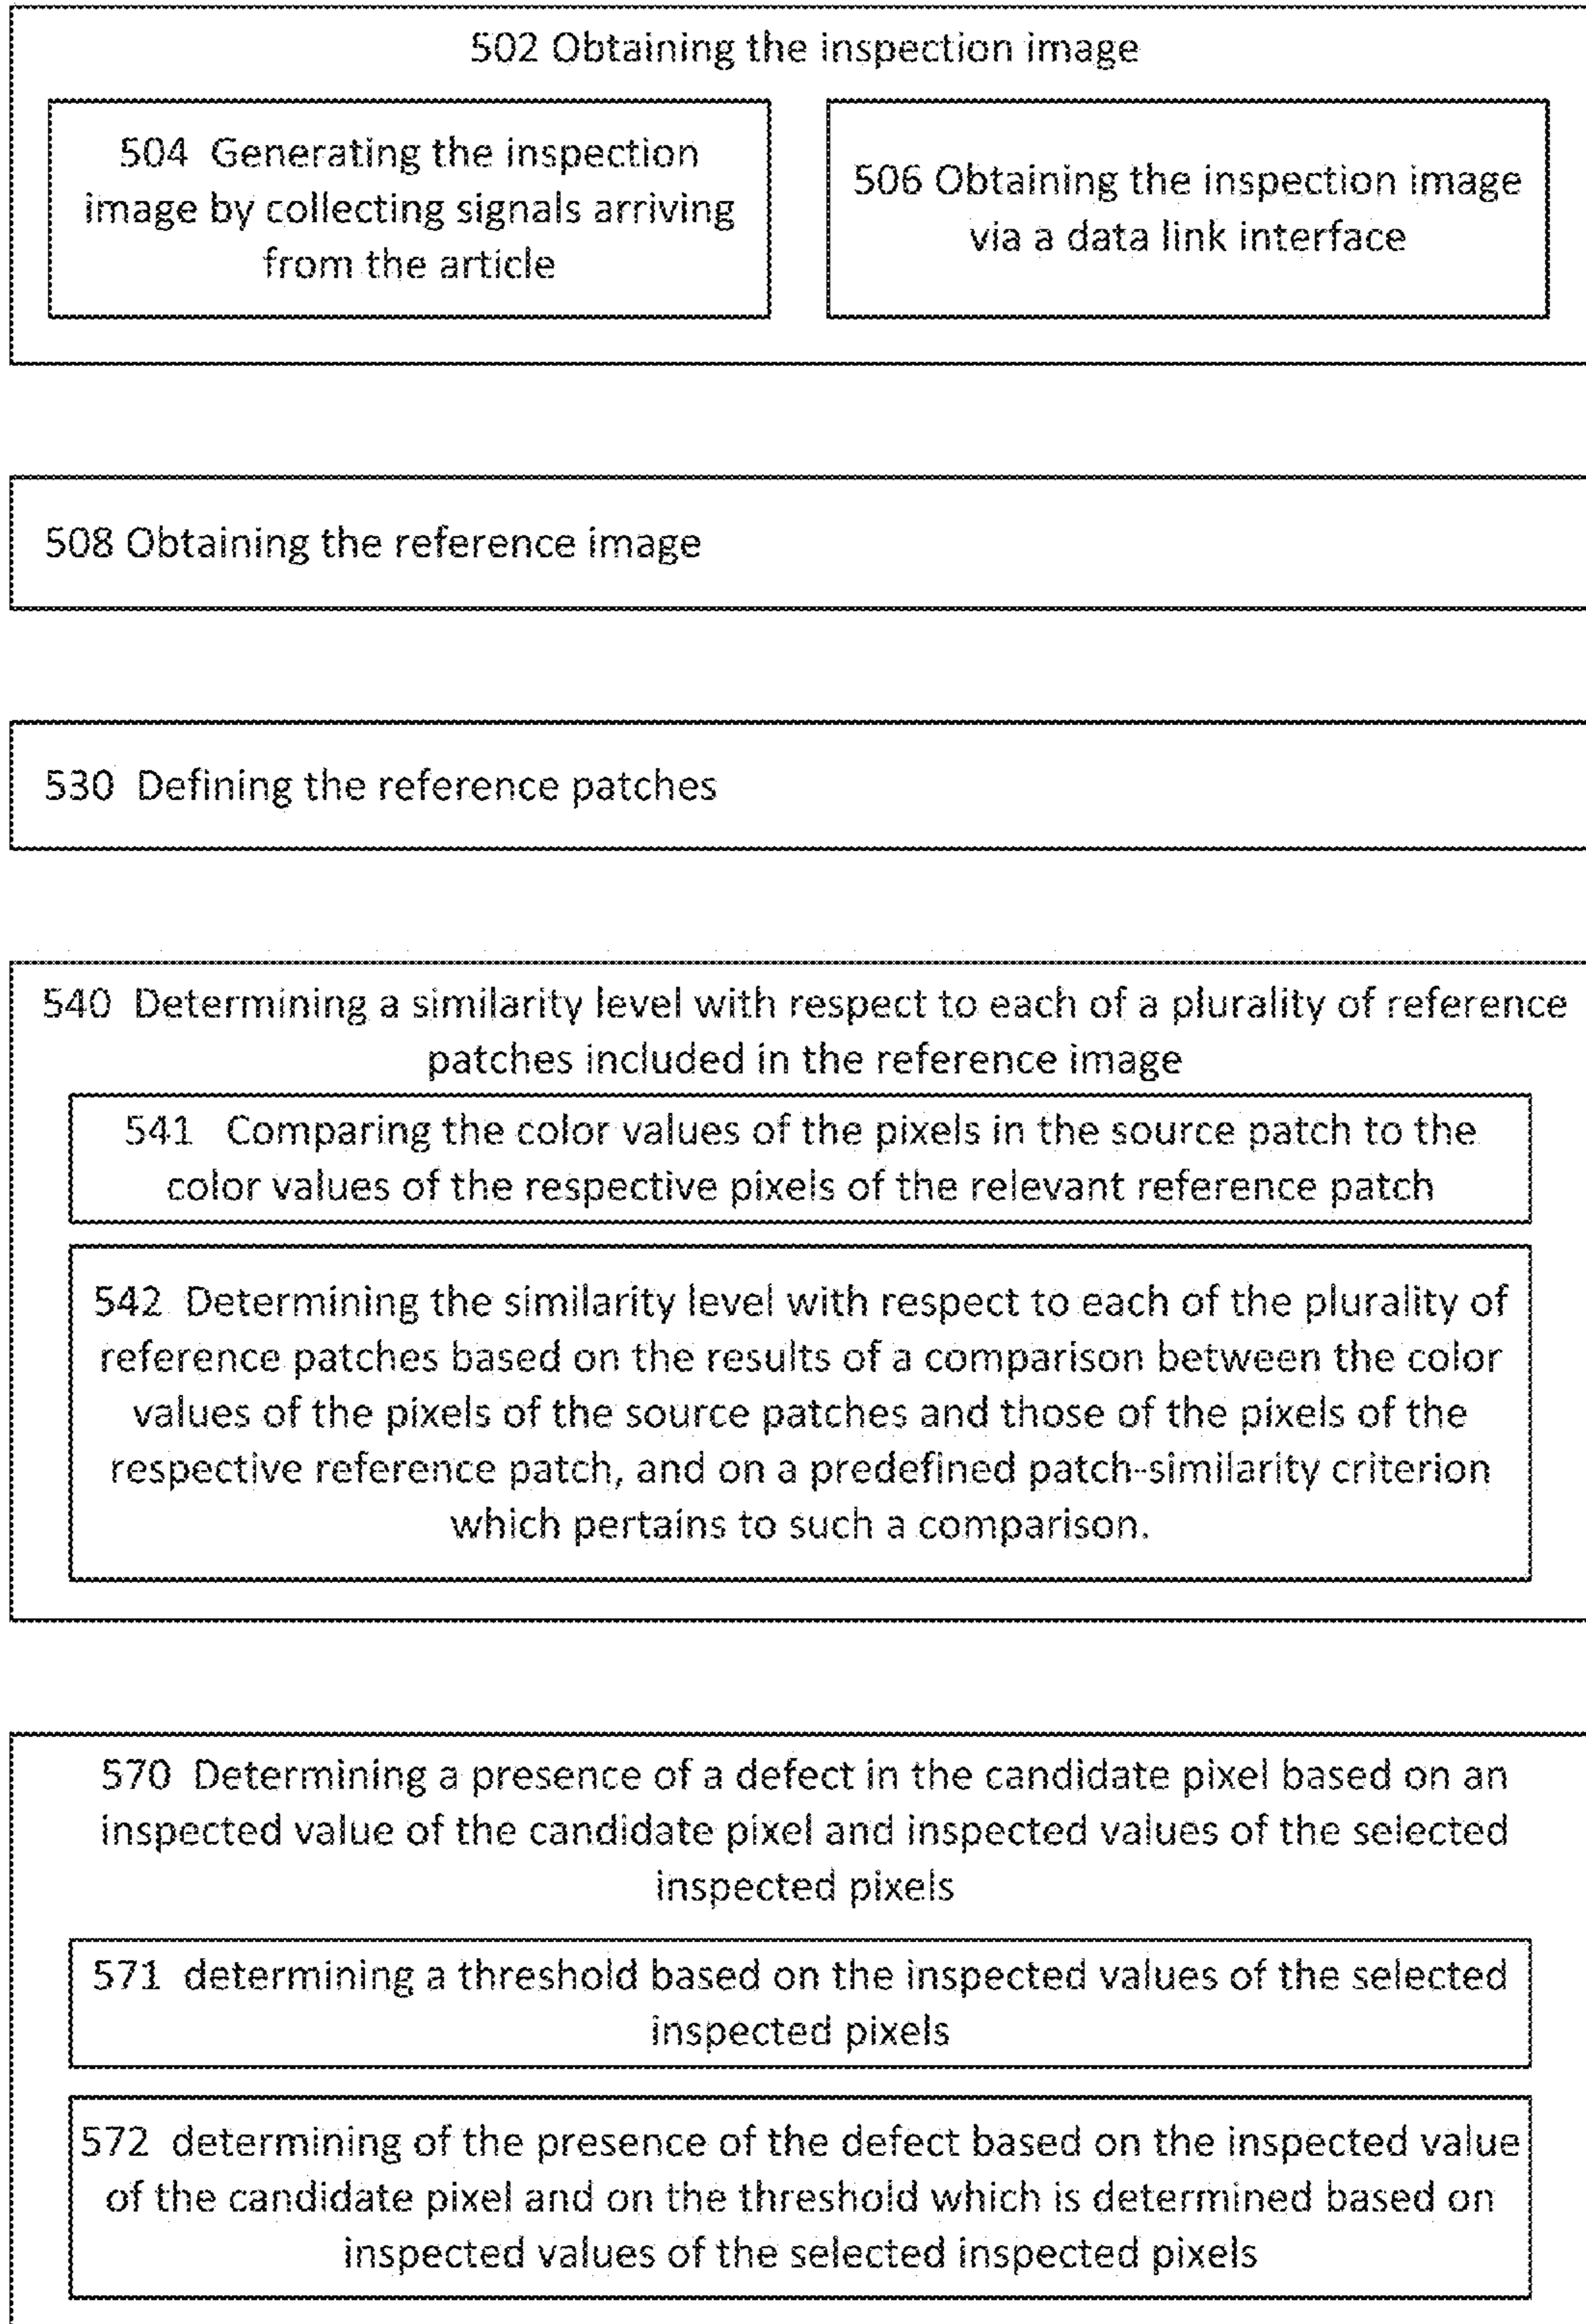 502 Obtaining the inspection image
504 Generating the inspection
image by collecting signals arriving
from the article
506 Obtaining the inspection image
via a data link interface
508 Obtaining the reference image
530 Defining the reference patches
540 Determining a similarity level with respect to each of a plurality of reference
patches included in the reference image
541 Comparing the color values of the pixels in the source patch to the
color values of the respective pixels of the relevant reference patch
542 Determining the similarity level with respect to each of the plurality of
reference patches based on the results of a comparison between the color
values of the pixels of the source patches and those of the pixels of the
respective reference patch, and on a predefined patch-similarity criterion
which pertains to such a comparison.
570 Determining a presence of a defect in the candidate pixel based on an
inspected value of the candidate pixel and inspected values of the selected
inspected pixels
571 determining a threshold based on the inspected values of the selected
inspected pixels
572 determining of the presence of the defect based on the inspected value
of the candidate pixel and on the threshold which is determined based on
inspected values of the selected inspected pixels